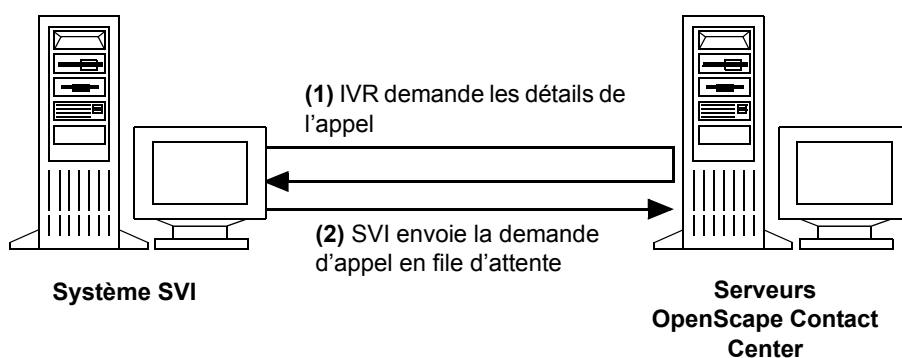 (1) IVR demande les détails de
l'appel
(2) SVI envoie la demande
d'appel en file d'attente
Système SVI
Serveurs
OpenScape Contact
Center